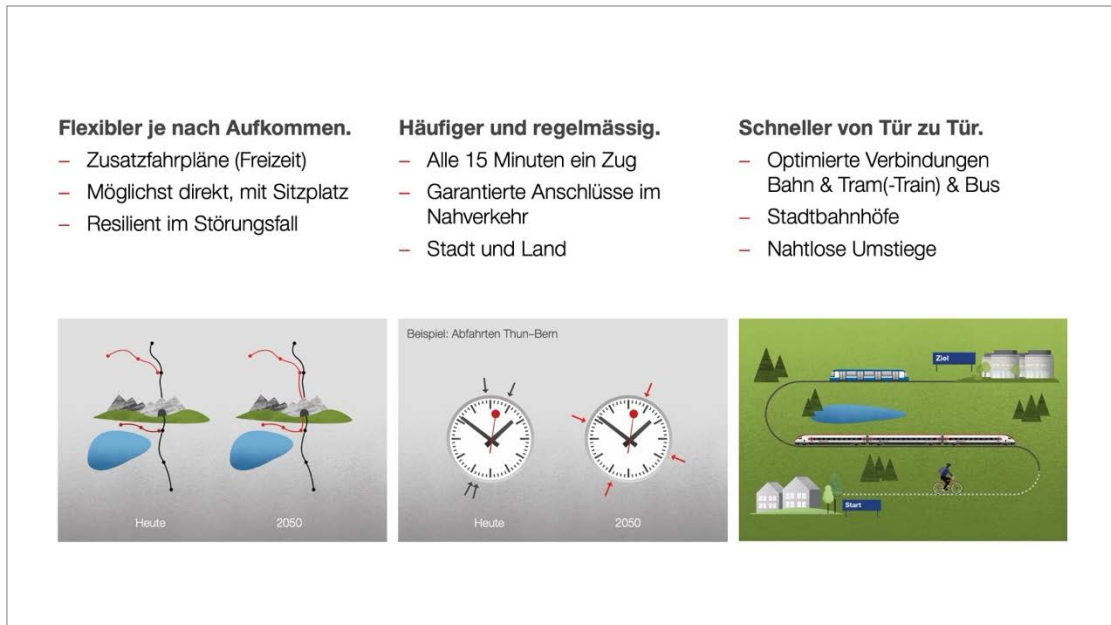 Flexibler je nach Aufkommen.
– Zusatzfahrpläne (Freizeit)
– Möglichst direkt, mit Sitzplatz
– Resilient im Störungsfall
Häufiger und regelmässig.
– Alle 15 Minuten ein Zug
– Garantierte Anschlüsse im
Nahverkehr
– Stadt und Land
Schneller von Tür zu Tür.
– Optimierte Verbindungen
Bahn & Tram(-Train) & Bus
– Stadtbahnhöfe
– Nahtlose Umstiege
Heute
2050
Beispiel: Abfahrten Thun–Bern
Heute
2050
Ziel
Start